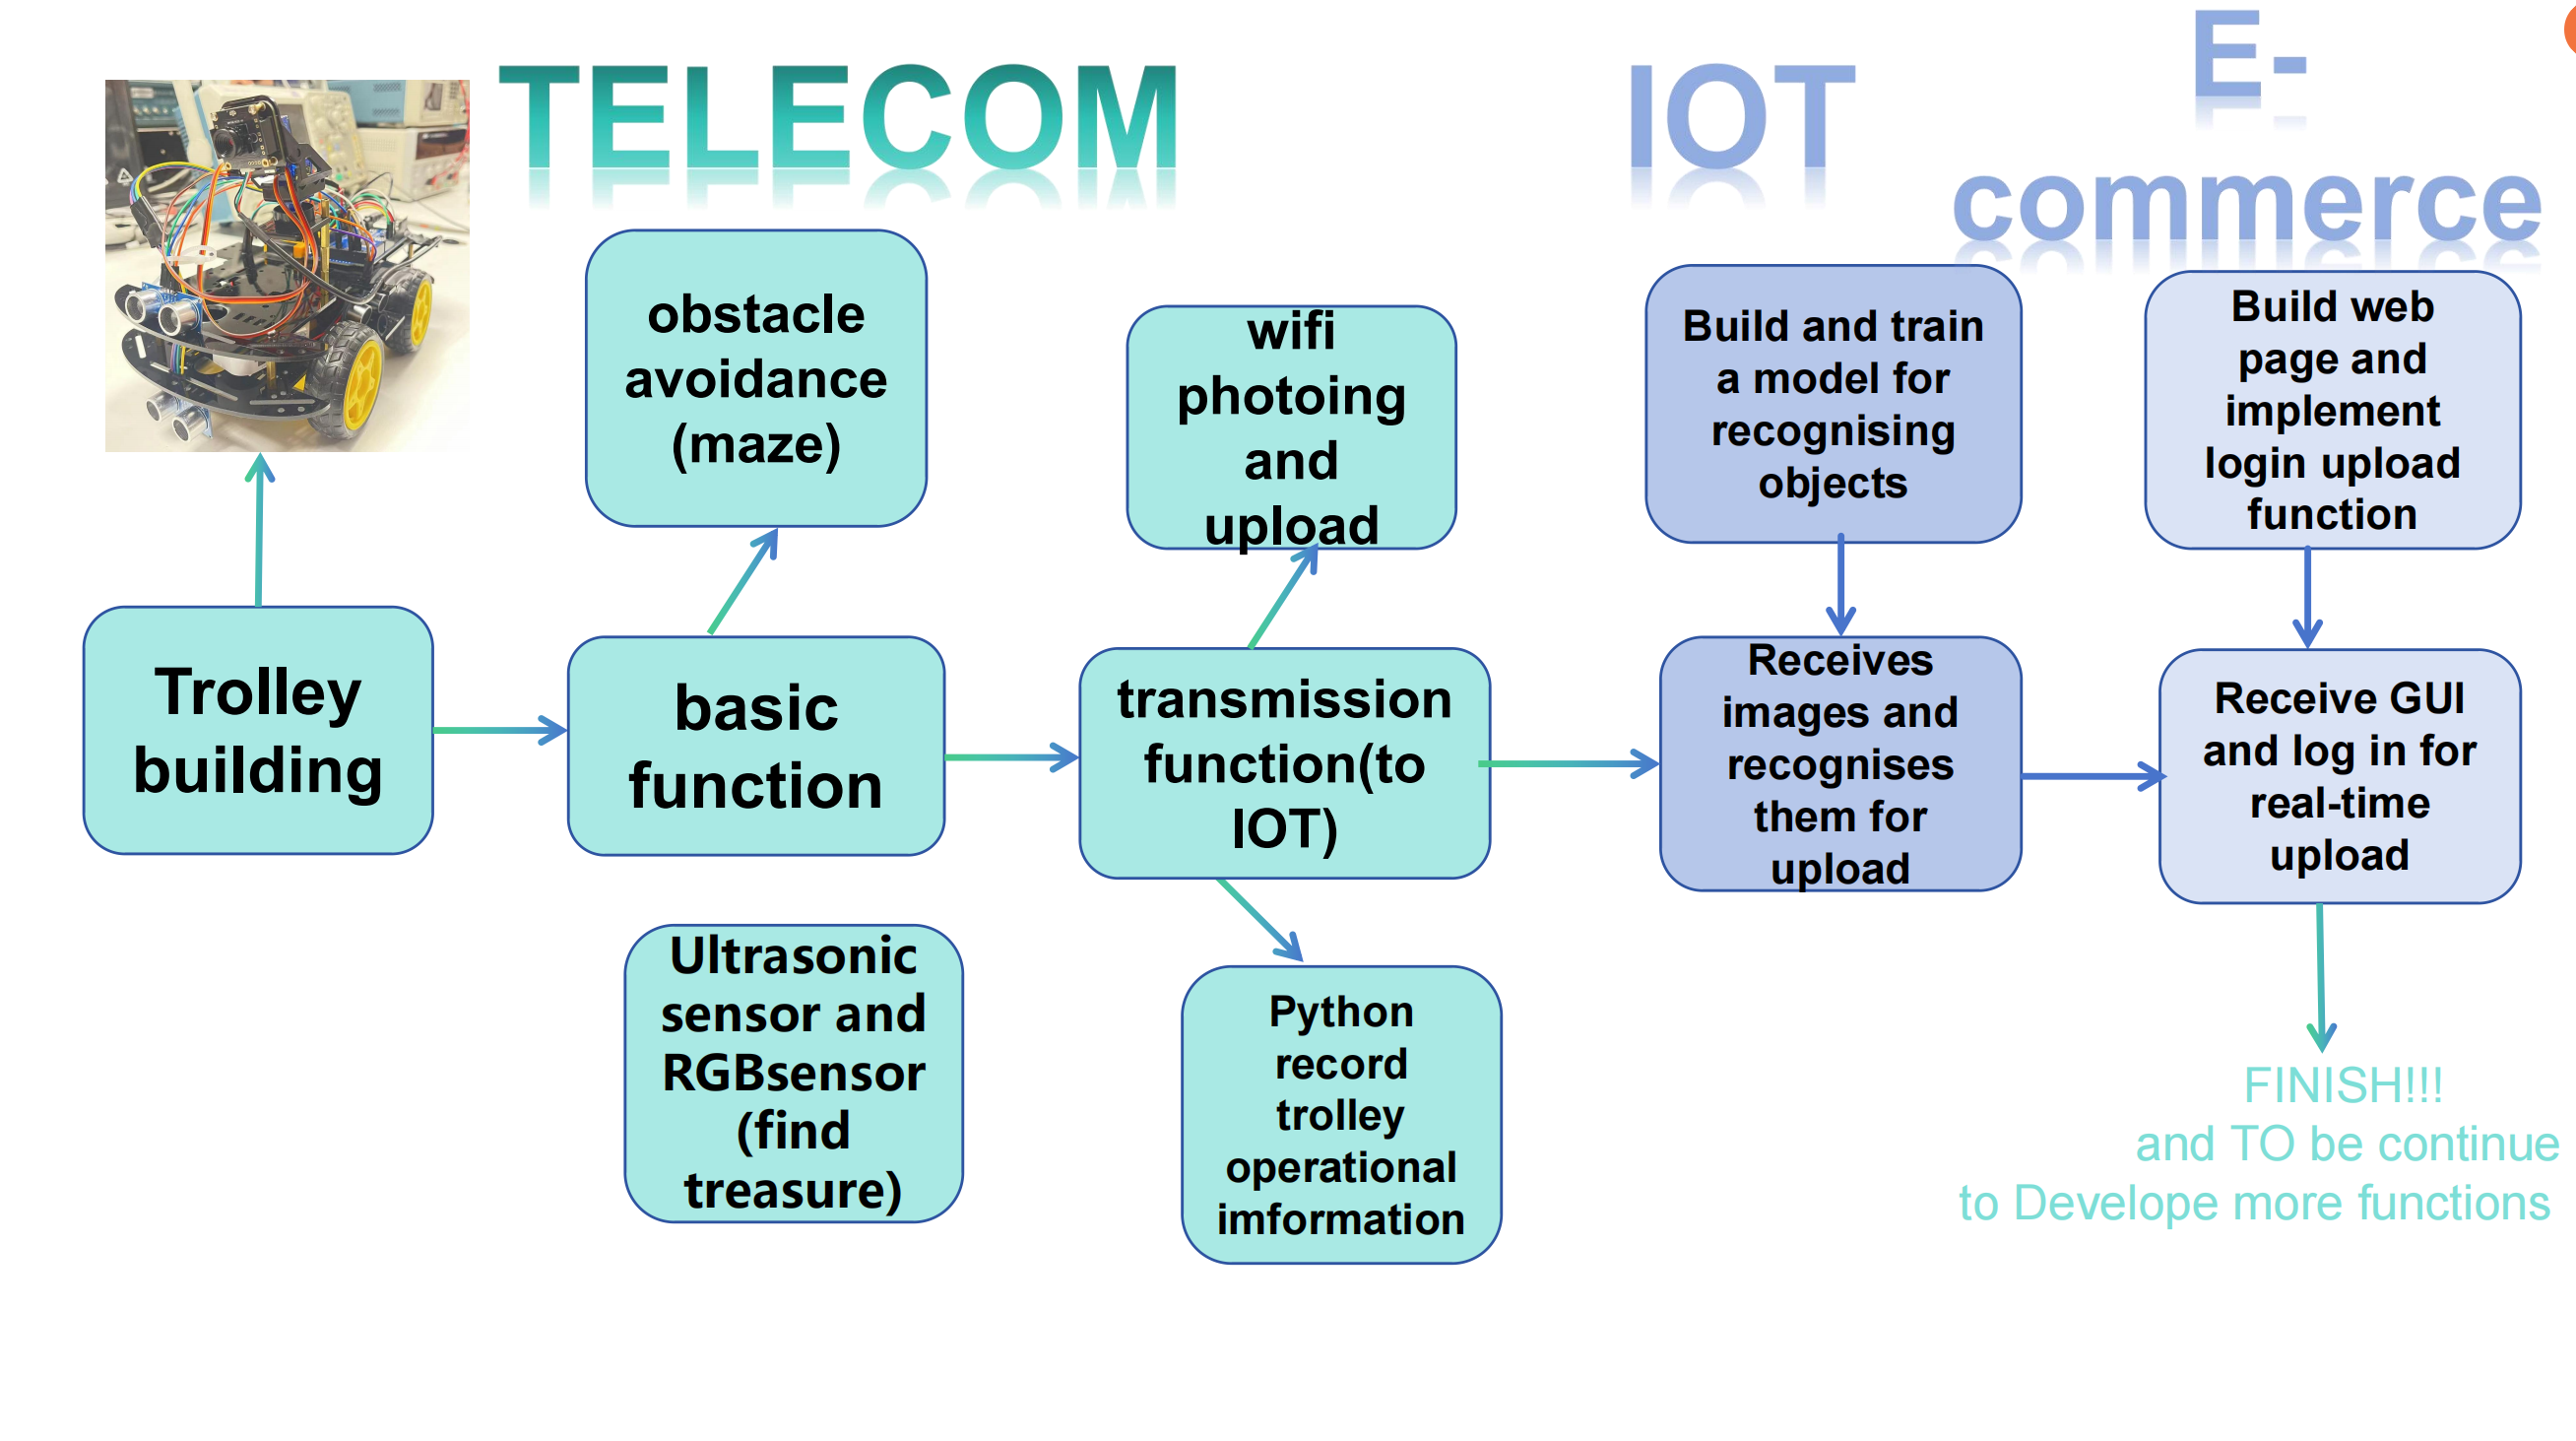 TELECOM
IOT
E-
commerce
obstacle
avoidance
(maze)
wifi
photoing
and
upload
Build and train
a model for
recognising
objects
Build web
page and
implement
login upload
function
Trolley
building
basic
function
transmission
function(to
IOT)
Receives
images and
recognises
them for
upload
Receive GUI
and log in for
real-time
upload
Ultrasonic
sensor and
RGBsensor
(find
treasure)
Python
record
trolley
operational
imformation
FINISH!!!
and TO be continue
to Develope more functions